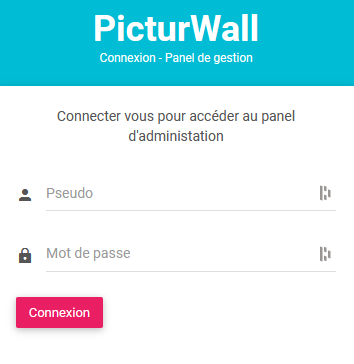 PicturWall
Connexion - Panel de gestion
Connecter vous pour accéder au panel
d'administation
Pseudo
Mot de passe
Connexion